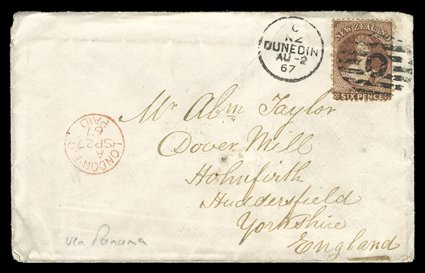 C
NZ
DUNEDIN
AU-2
67
NEW ZEALAND
SIX PENCE
Mr Abm Taylor
Dover Mill
Holmfirth
Huddersfield
Yorkshire
England
LONDON
A
SP 27
67
PAID
via Panama